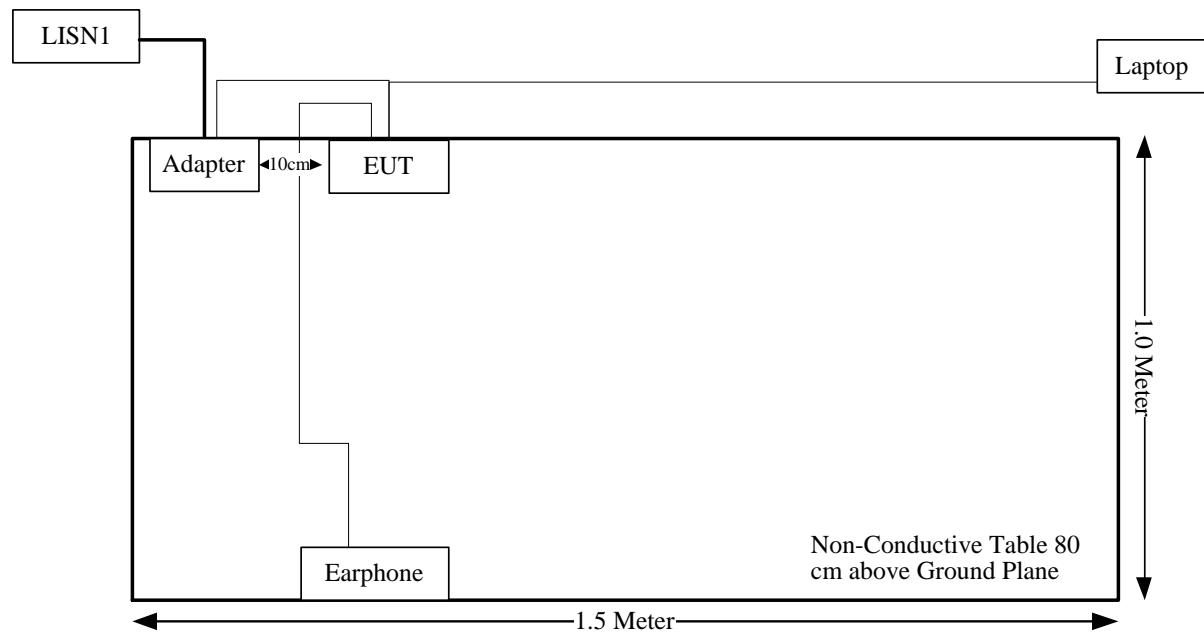 LISN1
Laptop
Adapter
10cm
EUT
1.0 Meter
Non-Conductive Table 80
cm above Ground Plane
Earphone
1.5 Meter